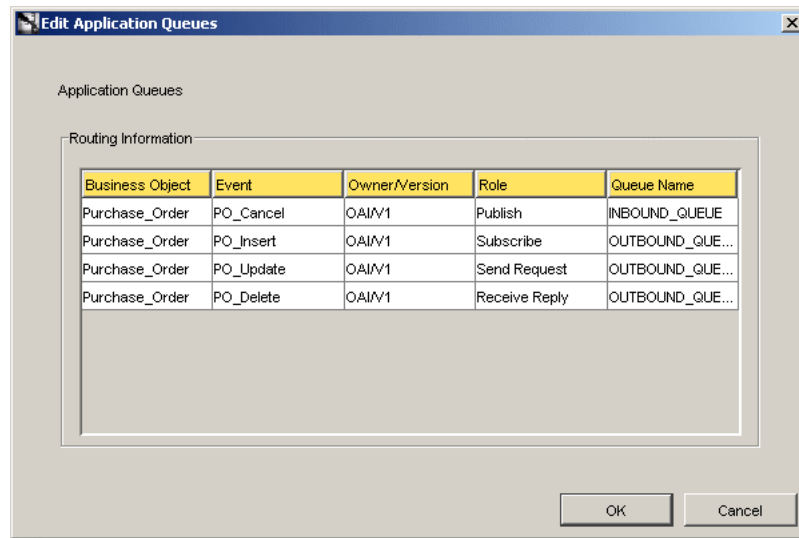 Edit Application Queues
Application Queues
Routing Information
Business Object Event Owner/Version Role Queue Name
Purchase_Order PO_Cancel OAI/V1 Publish INBOUND_QUEUE
Purchase_Order PO_Insert OAI/V1 Subscribe OUTBOUND_QUE...
Purchase_Order PO_Update OAI/V1 Send Request OUTBOUND_QUE...
Purchase_Order PO_Delete OAI/V1 Receive Reply OUTBOUND_QUE...
OK Cancel